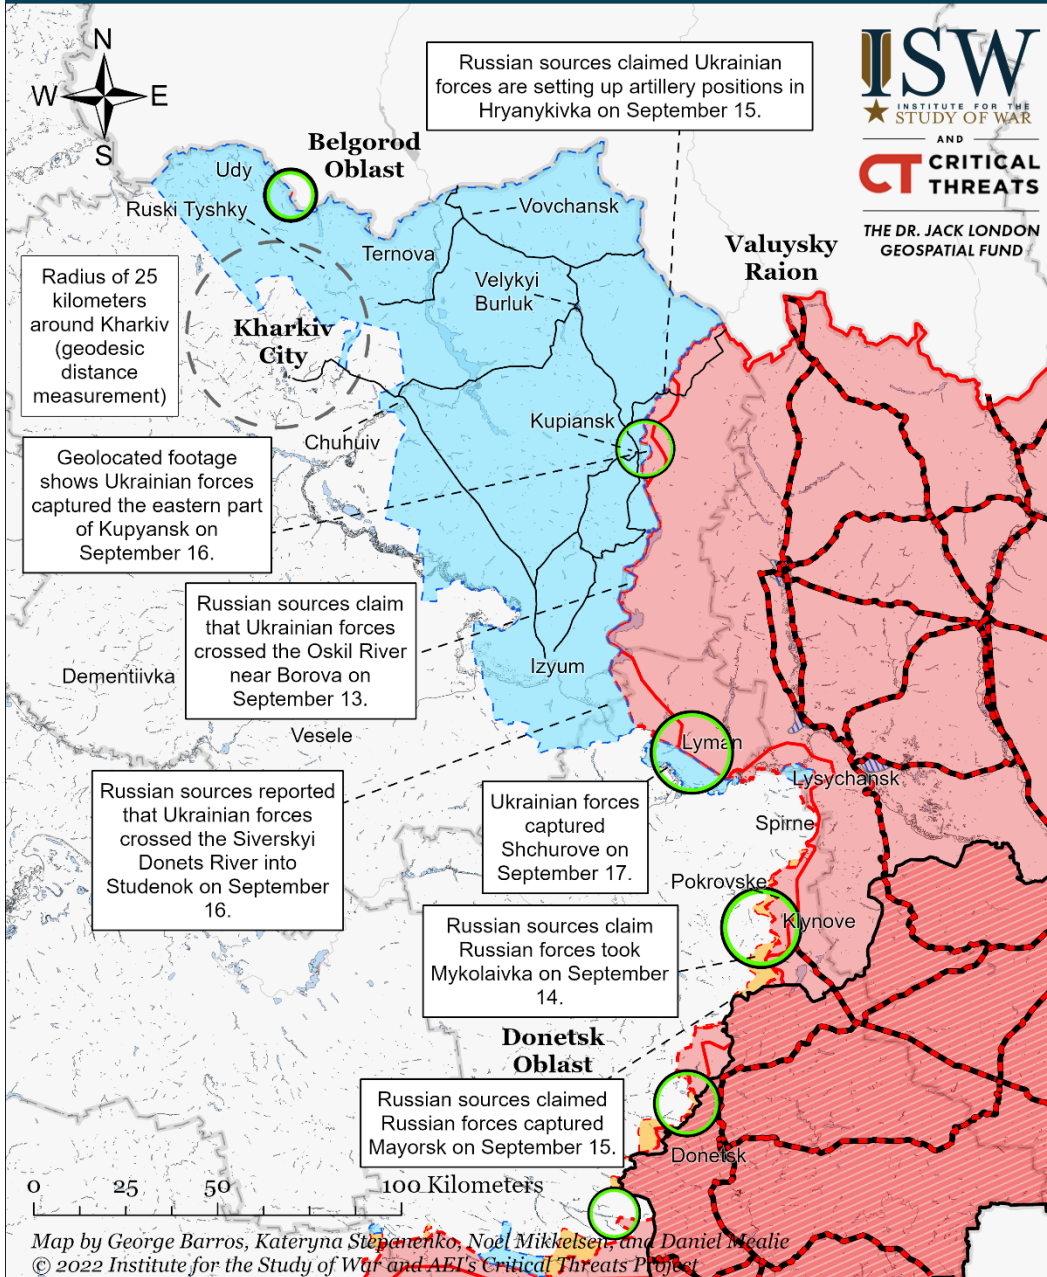 N
W
E
S
Russian sources claimed Ukrainian
forces are setting up artillery positions in
Hryanykivka on September 15.
ISW
INSTITUTE FOR THE
STUDY OF WAR
AND
CT CRITICAL
THREATS
THE DR. JACK LONDON
GEOSPATIAL FUND
Belgorod
Oblast
Udy
Ruski Tyshky
Vovchansk
Ternova
Valuysky
Raion
Velykyi
Burluk
Radius of 25
kilometers
around Kharkiv
(geodesic
distance
measurement)
Kharkiv
City
Kupiansk
Chuhuiv
Geolocated footage
shows Ukrainian forces
captured the eastern part
of Kupyansk on
September 16.
Russian sources claim
that Ukrainian forces
crossed the Oskil River
near Borova on
September 13.
Izyum
Dementiivka
Vesele
Lyman
Russian sources reported
that Ukrainian forces
crossed the Siverskyi
Donets River into
Studenok on September
16.
Lysychansk
Ukrainian forces
captured
Shchurove on
September 17.
Spirne
Pokrovske
Klynove
Russian sources claim
Russian forces took
Mykolaivka on September
14.
Donetsk
Oblast
Russian sources claimed
Russian forces captured
Mayorsk on September 15.
Donetsk
0 25 50 100 Kilometers
Map by George Barros, Kateryna Stepanenko, Noel Mikkelsen, and Daniel Mealie
© 2022 Institute for the Study of War and AEI's Critical Threats Project